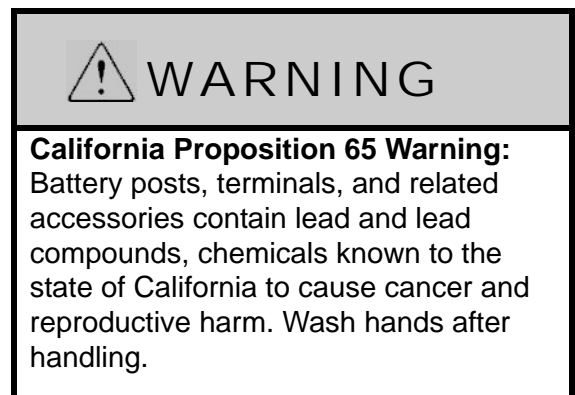 WARNING
California Proposition 65 Warning:
Battery posts, terminals, and related
accessories contain lead and lead
compounds, chemicals known to the
state of California to cause cancer and
reproductive harm. Wash hands after
handling.